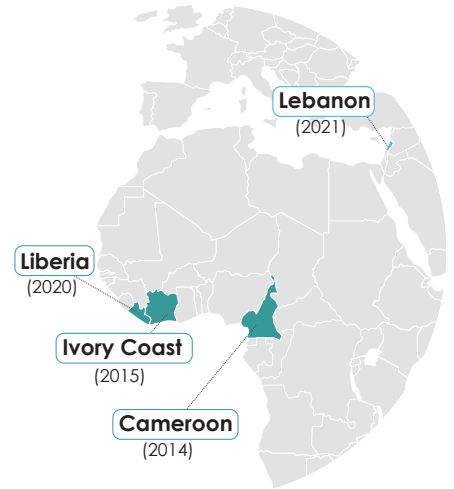 Lebanon
(2021)
Liberia
(2020)
Ivory Coast
(2015)
Cameroon
(2014)